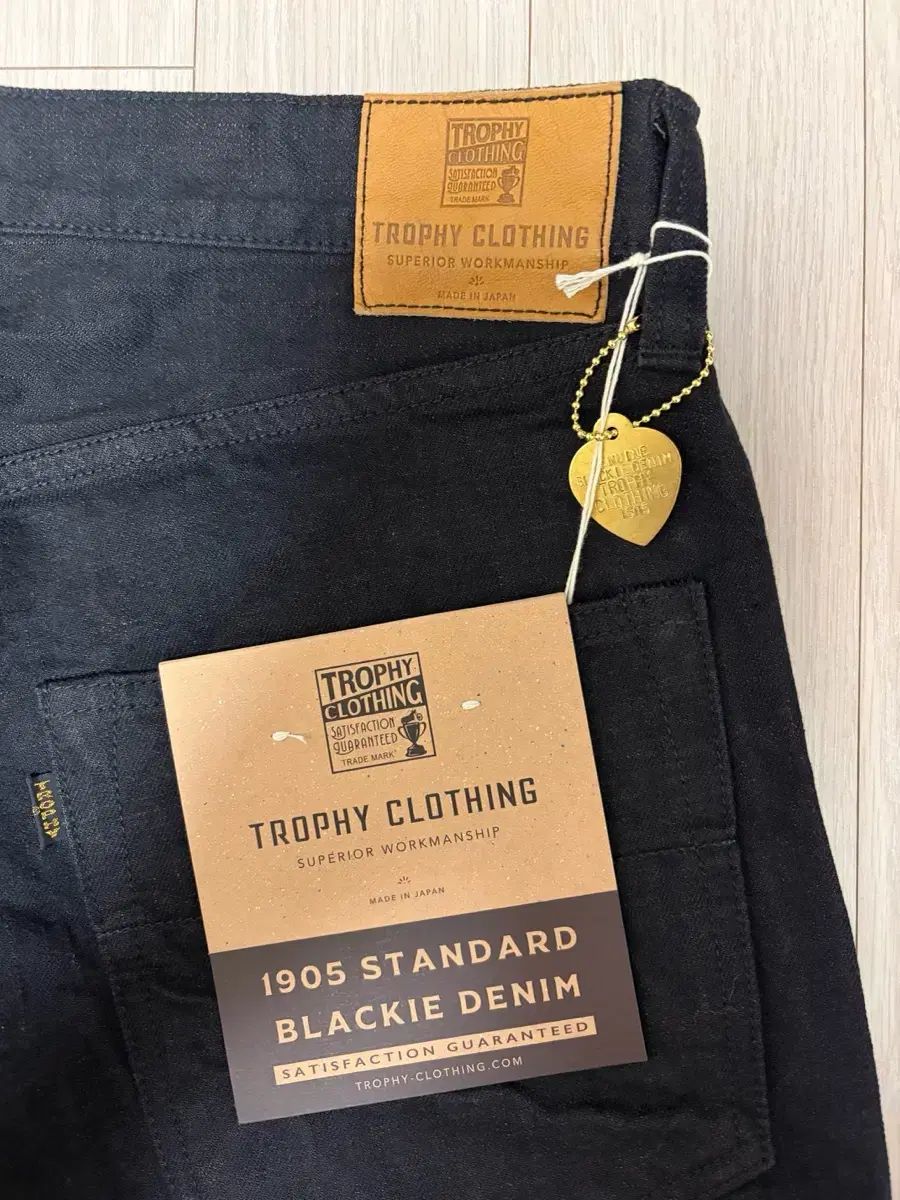 TROPHY
CLOTHING
SATISFACTION
GUARANTEED
TRADE MARK
TROPHY CLOTHING
SUPERIOR WORKMANSHIP
MADE IN JAPAN
DENIM
TROPHY
CLOTHING
TROPHY
CLOTHING
SATISFACTION
GUARANTEED
TRADE MARK
TROPHY CLOTHING
SUPERIOR WORKMANSHIP
MADE IN JAPAN
1905 STANDARD
BLACKIE DENIM
SATISFACTION GUARANTEED
TROPHY-CLOTHING.COM